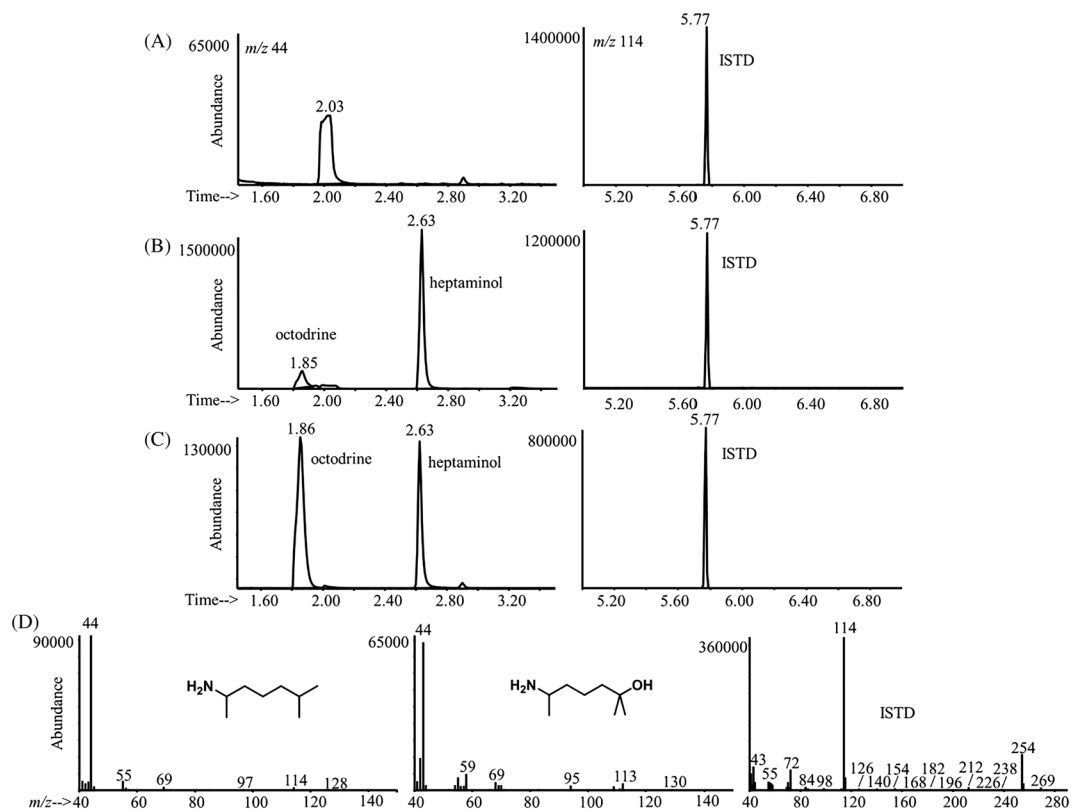 (A)
65000
m/z 44
2.03
Abundance
Time-->
1.60 2.00 2.40 2.80 3.20
1400000
m/z 114
5.77
ISTD
5.20 5.60 6.00 6.40 6.80
(B)
1500000
2.63
heptaminol
octodrine
1.85
Abundance
Time-->
1.60 2.00 2.40 2.80 3.20
1200000
5.77
ISTD
5.20 5.60 6.00 6.40 6.80
(C)
130000
1.86
octodrine
2.63
heptaminol
Abundance
Time-->
1.60 2.00 2.40 2.80 3.20
800000
5.77
ISTD
5.20 5.60 6.00 6.40 6.80
(D)
90000
44
Abundance
H₂N
55 69 97 114 128
m/z-->
40 60 80 100 120 140
65000
44
H₂N
OH
59 69 95 113 130
40 60 80 100 120 140
360000
114
ISTD
43 55 72 84 98 126 / 140 154 / 168 182 / 196 212 / 226 238 / 254 269
40 80 120 160 200 240 280